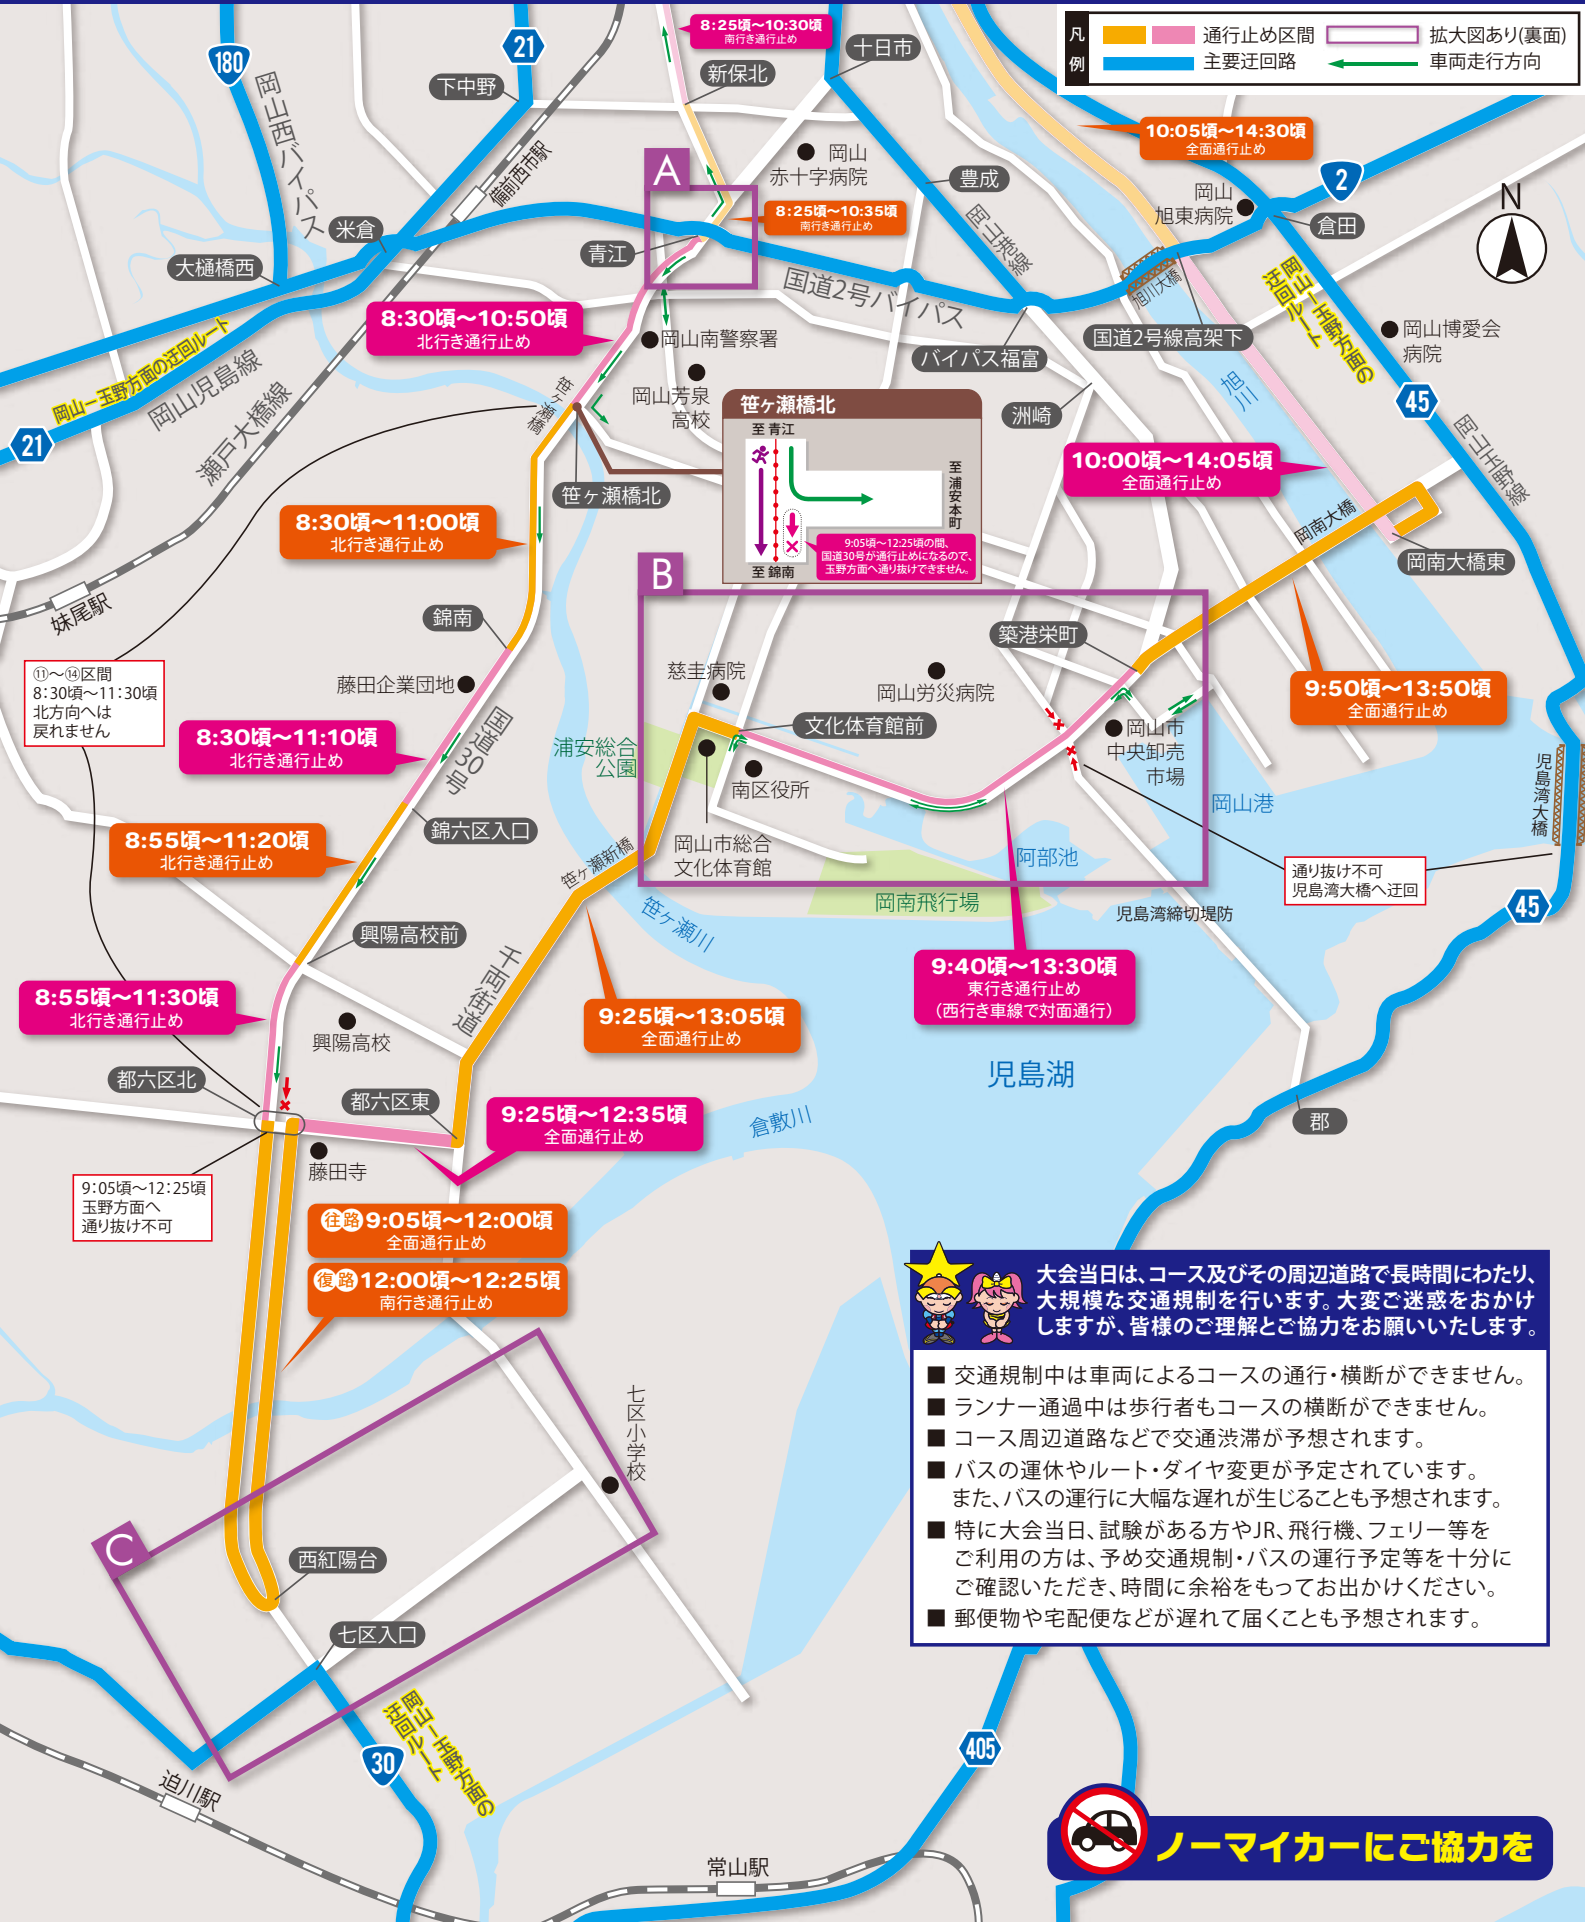 凡例
通行止め区間
拡大図あり(裏面)
主要迂回路
車両走行方向
8:25頃〜10:30頃
南行き通行止め
180
21
岡山西バイパス
下中野
新保北
十日市
備前西市駅
岡山
赤十字病院
豊成
10:05頃〜14:30頃
全面通行止め
2
岡山
旭東病院
倉田
N
A
8:25頃〜10:35頃
南行き通行止め
米倉
大樋橋西
青江
岡山港線
国道2号バイパス
旭川大橋
岡山ー玉野方面の
迂回ルート
8:30頃〜10:50頃
北行き通行止め
岡山南警察署
バイパス福富
国道2号線高架下
岡山博愛会
病院
岡山ー玉野方面の迂回ルート
岡山児島線
瀬戸大橋線
21
笹ヶ瀬橋
岡山芳泉
高校
旭川
洲崎
45
岡山玉野線
笹ヶ瀬橋北
至 青江
至 浦安本町
至 錦南
9:05頃〜12:25頃の間、
国道30号が通行止めになるので、
玉野方面へ通り抜けできません。
笹ヶ瀬橋北
10:00頃〜14:05頃
全面通行止め
8:30頃〜11:00頃
北行き通行止め
岡南大橋
岡南大橋東
B
妹尾駅
錦南
築港栄町
⑪〜⑭区間
8:30頃〜11:30頃
北方向へは
戻れません
藤田企業団地
慈圭病院
岡山労災病院
9:50頃〜13:50頃
全面通行止め
国道30号
8:30頃〜11:10頃
北行き通行止め
文化体育館前
浦安総合
公園
岡山市
中央卸売
市場
南区役所
児島湾大橋
岡山港
8:55頃〜11:20頃
北行き通行止め
錦六区入口
笹ヶ瀬新橋
岡山市総合
文化体育館
阿部池
通り抜け不可
児島湾大橋へ迂回
岡南飛行場
児島湾締切堤防
45
笹ヶ瀬川
興陽高校前
千両街道
9:40頃〜13:30頃
東行き通行止め
(西行き車線で対面通行)
8:55頃〜11:30頃
北行き通行止め
興陽高校
9:25頃〜13:05頃
全面通行止め
児島湖
都六区北
都六区東
9:25頃〜12:35頃
全面通行止め
倉敷川
郡
藤田寺
9:05頃〜12:25頃
玉野方面へ
通り抜け不可
往路 9:05頃〜12:00頃
全面通行止め
復路 12:00頃〜12:25頃
南行き通行止め
七区小学校
C
西紅陽台
七区入口
岡山ー玉野方面の
迂回ルート
30
迫川駅
常山駅
405
大会当日は、コース及びその周辺道路で長時間にわたり、
大規模な交通規制を行います。大変ご迷惑をおかけ
しますが、皆様のご理解とご協力をお願いいたします。
■ 交通規制中は車両によるコースの通行・横断ができません。
■ ランナー通過中は歩行者もコースの横断ができません。
■ コース周辺道路などで交通渋滞が予想されます。
■ バスの運休やルート・ダイヤ変更が予定されています。
また、バスの運行に大幅な遅れが生じることも予想されます。
■ 特に大会当日、試験がある方やJR、飛行機、フェリー等を
ご利用の方は、予め交通規制・バスの運行予定等を十分に
ご確認いただき、時間に余裕をもってお出かけください。
■ 郵便物や宅配便などが遅れて届くことも予想されます。
ノーマイカーにご協力を